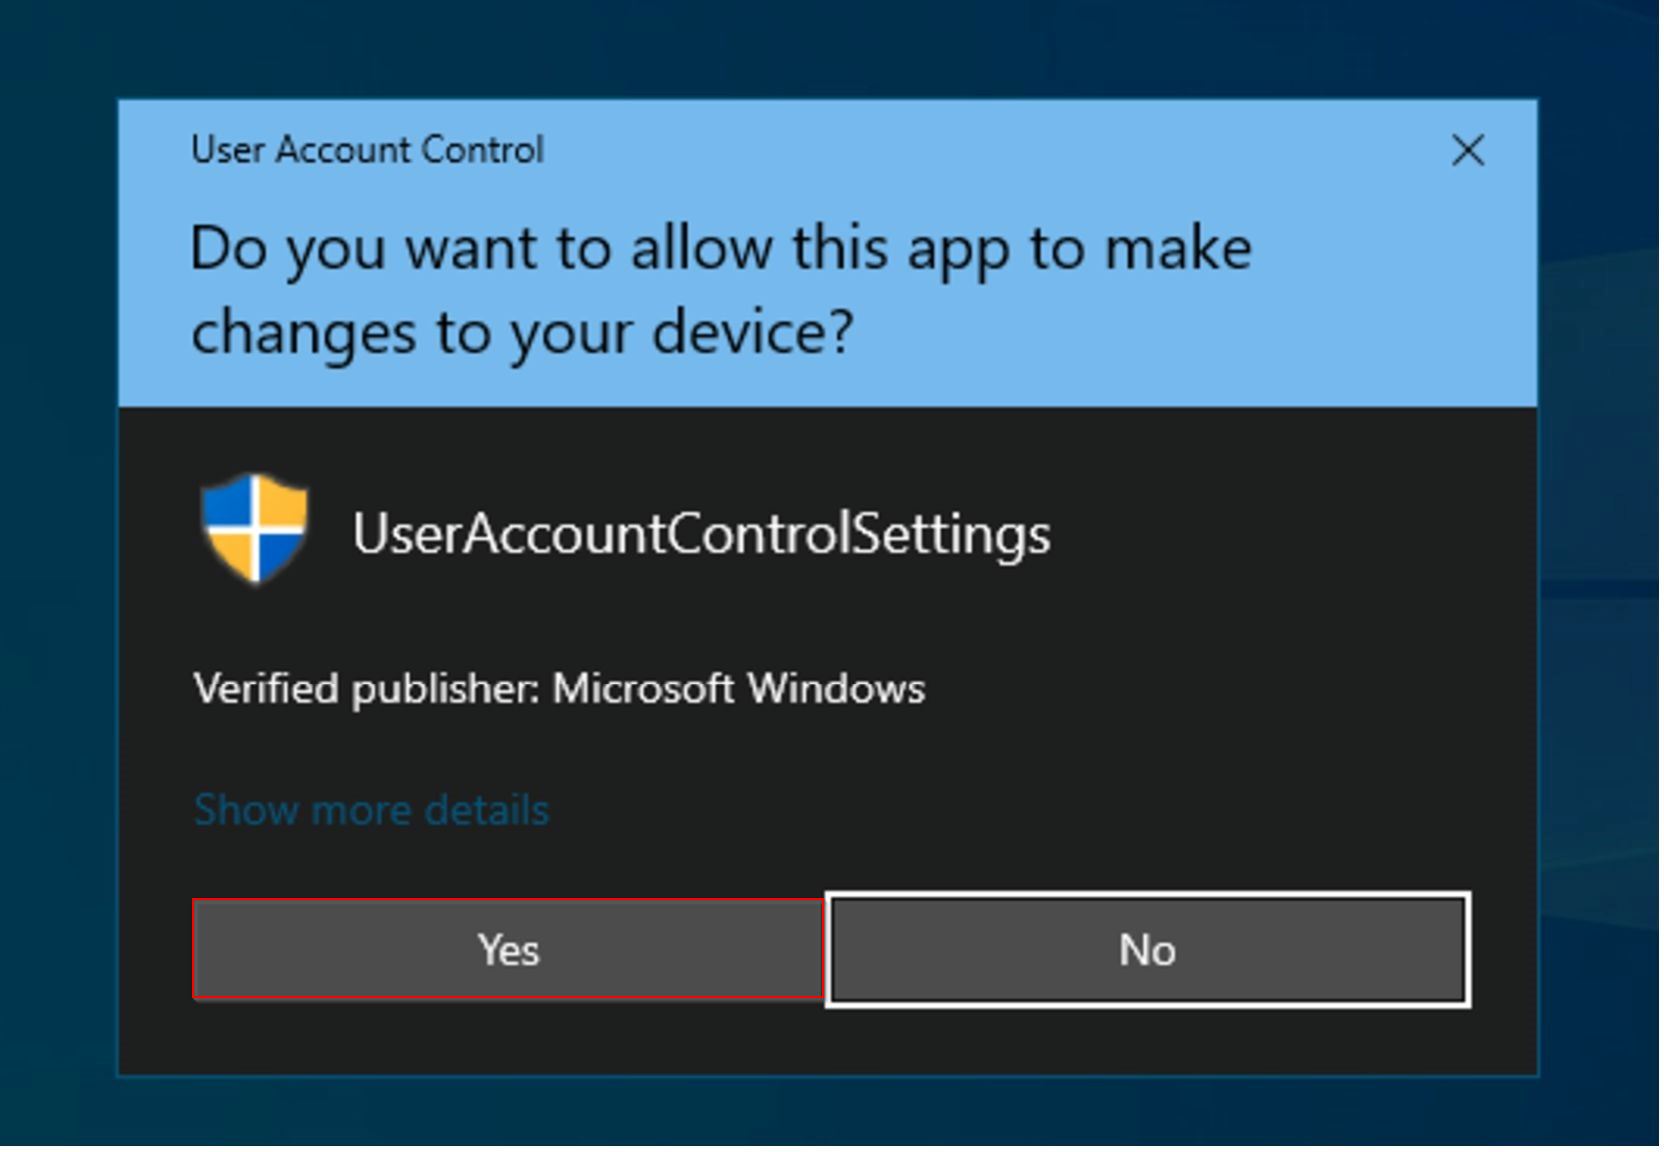 User Account Control
Do you want to allow this app to make
changes to your device?
UserAccountControlSettings
Verified publisher: Microsoft Windows
Show more details
Yes
No